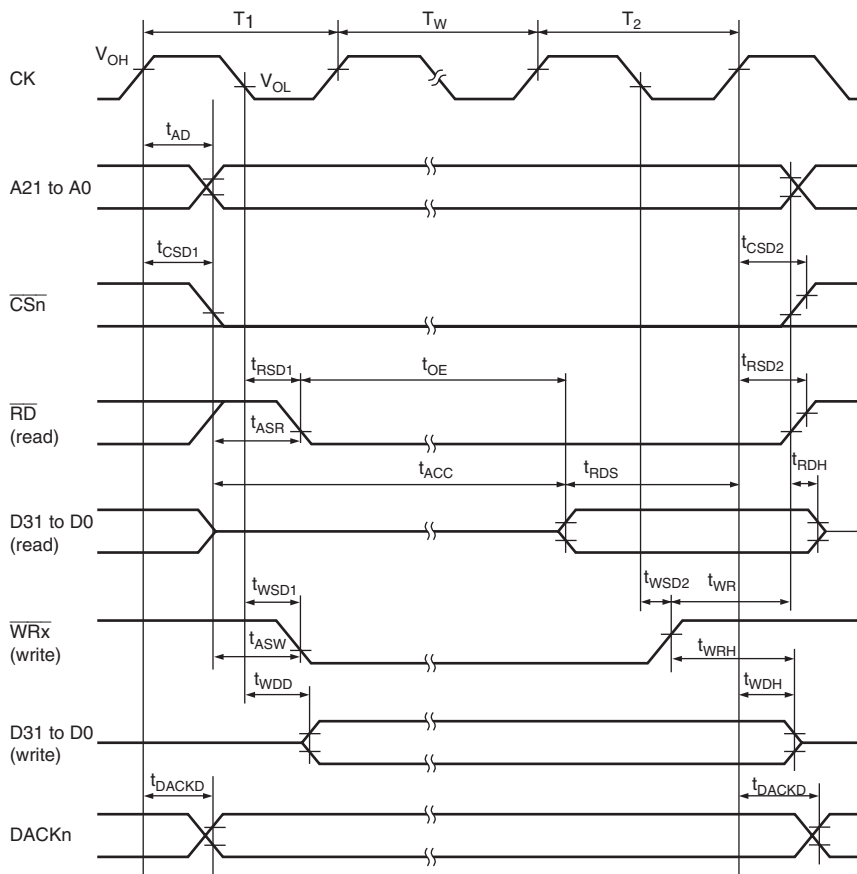 T1 TW T2
VOH
CK
VOL
tAD
A21 to A0
tCSD1 tCSD2
CSn
tRSD1 tOE tRSD2
RD
(read)
tASR
tACC tRDS tRDH
D31 to D0
(read)
tWSD1 tWSD2 tWR
WRx
(write)
tASW tWRH
tWDD tWDH
D31 to D0
(write)
tDACKD tDACKD
DACKn